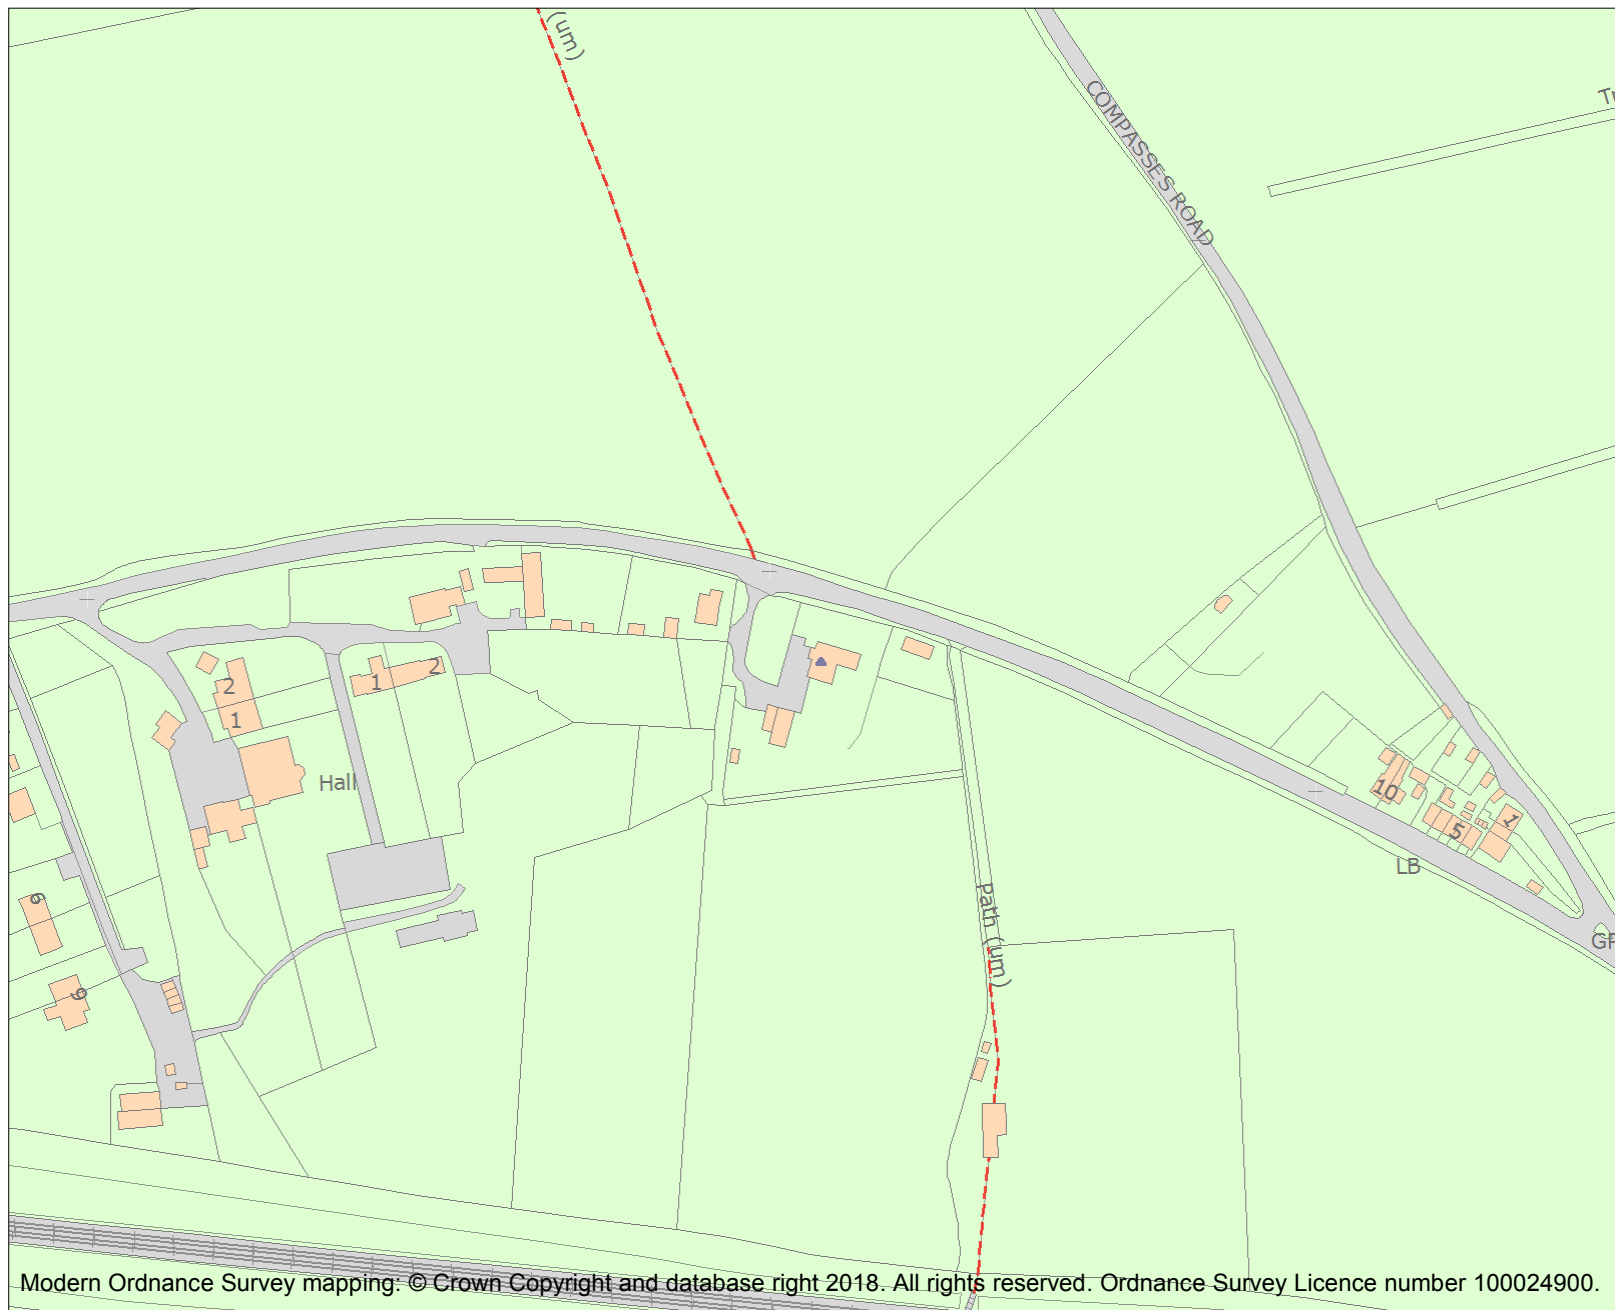 (um)
COMPASSES ROAD
2
1
1
2
Hall
10
5
1
LB
Path (um)
6
9
Modern Ordnance Survey mapping: © Crown Copyright and database right 2018. All rights reserved. Ordnance Survey Licence number 100024900.